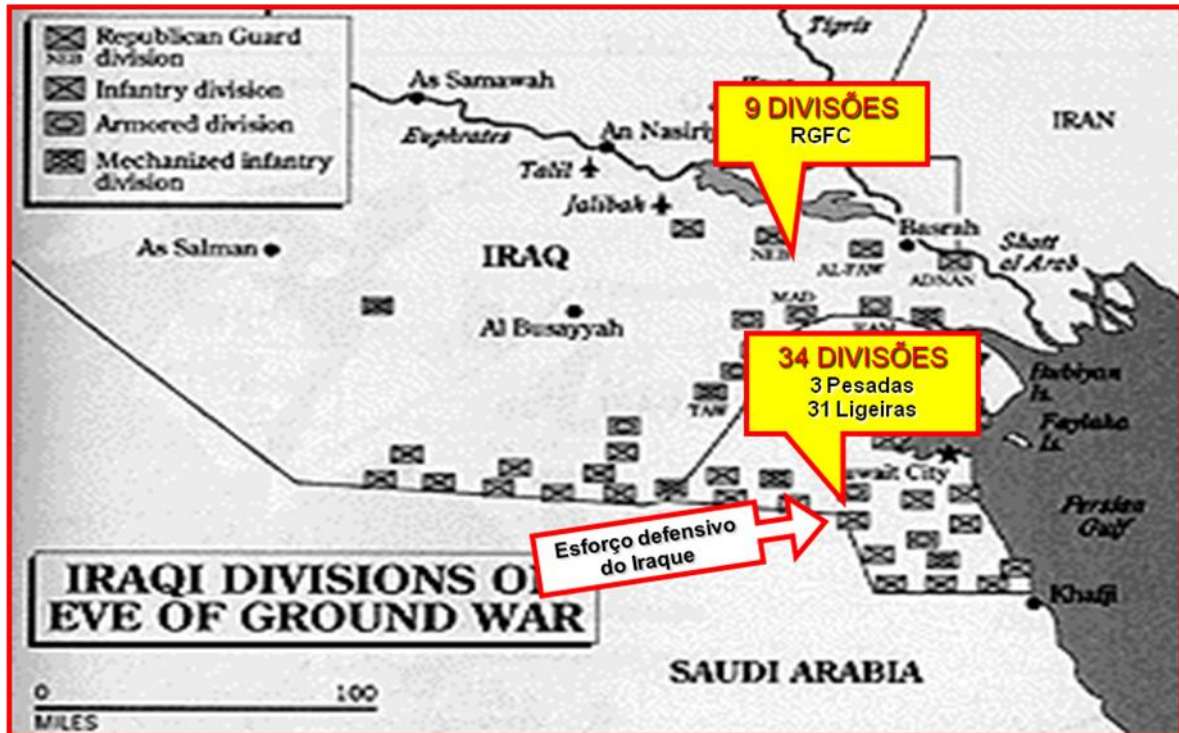 Republican Guard
NEB division
Infantry division
Armored division
Mechanized infantry
division
Tigris
As Samawah
Euphrates
An Nasiriy
Talil
Jalibah
As Salman
IRAQ
Al Busayyah
9 DIVISÕES
RGFC
IRAN
Basrah
Shatt
al Arab
NEB
AL-FAW
ADNAN
MAD
HAM
TAW
34 DIVISÕES
3 Pesadas
31 Ligeiras
Bubiyan
Is.
Faylaka
Is.
wait City
Persian
Gulf
Esforço defensivo
do Iraque
Khafji
IRAQI DIVISIONS O
EVE OF GROUND WAR
SAUDI ARABIA
0 100
MILES